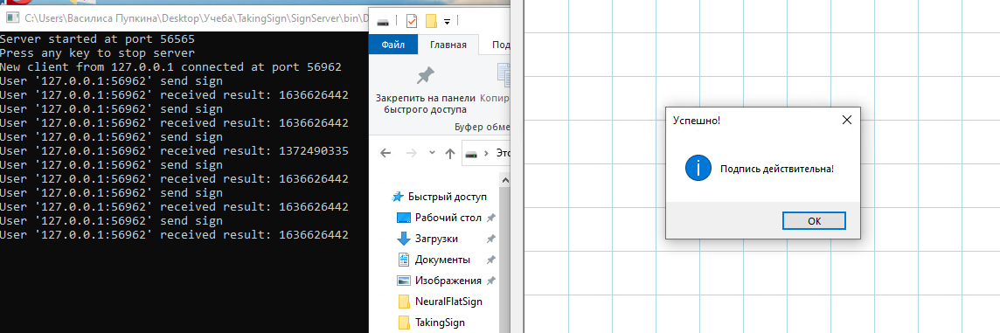 C:\Users\Василиса Пупкина\Desktop\Учеба\TakingSign\SignServer\bin\D
Server started at port 56565
Press any key to stop server
New client from 127.0.0.1 connected at port 56962
User '127.0.0.1:56962' send sign
User '127.0.0.1:56962' received result: 1636626442
User '127.0.0.1:56962' send sign
User '127.0.0.1:56962' received result: 1636626442
User '127.0.0.1:56962' send sign
User '127.0.0.1:56962' received result: 1372490335
User '127.0.0.1:56962' send sign
User '127.0.0.1:56962' received result: 1636626442
User '127.0.0.1:56962' send sign
User '127.0.0.1:56962' received result: 1636626442
User '127.0.0.1:56962' send sign
User '127.0.0.1:56962' received result: 1636626442
Файл Главная Под
Закрепить на панели
быстрого доступа
Копир
Буфер обме
Это
Быстрый доступ
Рабочий стол
Загрузки
Документы
Изображения
NeuralFlatSign
TakingSign
Успешно!
Подпись действительна!
ОК